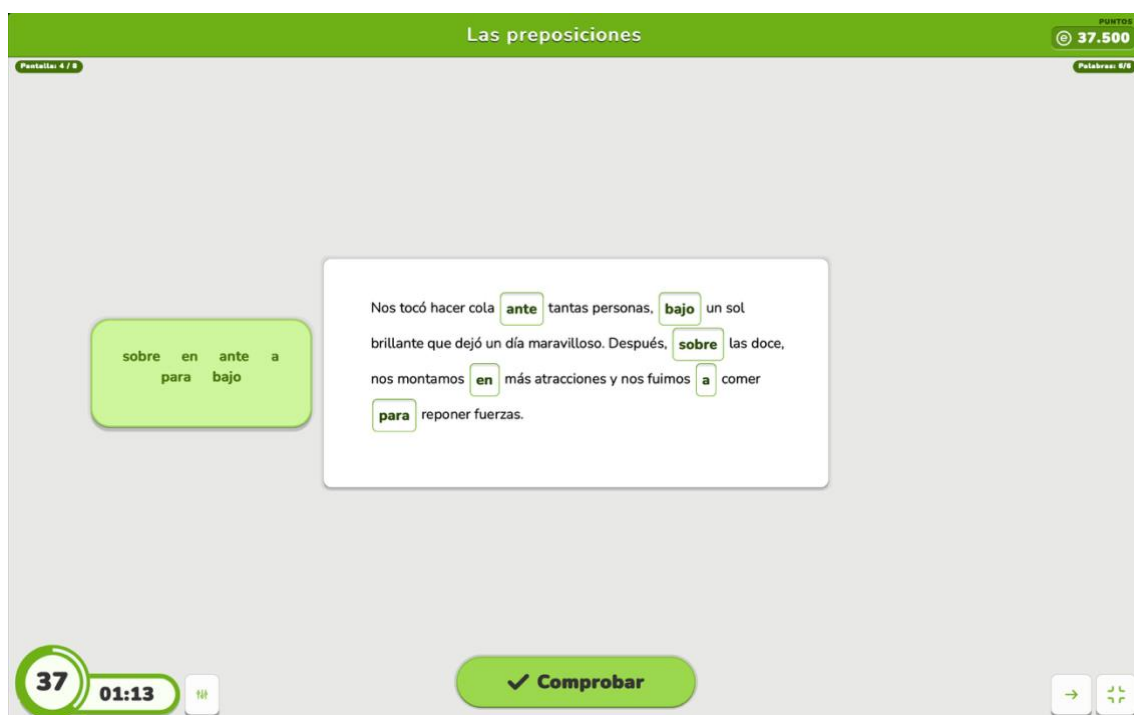 Las preposiciones
PUNTOS
e 37.500
Pantalla: 4 / 8
Palabras: 6/6
sobre en ante a
para bajo
Nos tocó hacer cola ante tantas personas, bajo un sol
brillante que dejó un día maravilloso. Después, sobre las doce,
nos montamos en más atracciones y nos fuimos a comer
para reponer fuerzas.
37
01:13
Comprobar